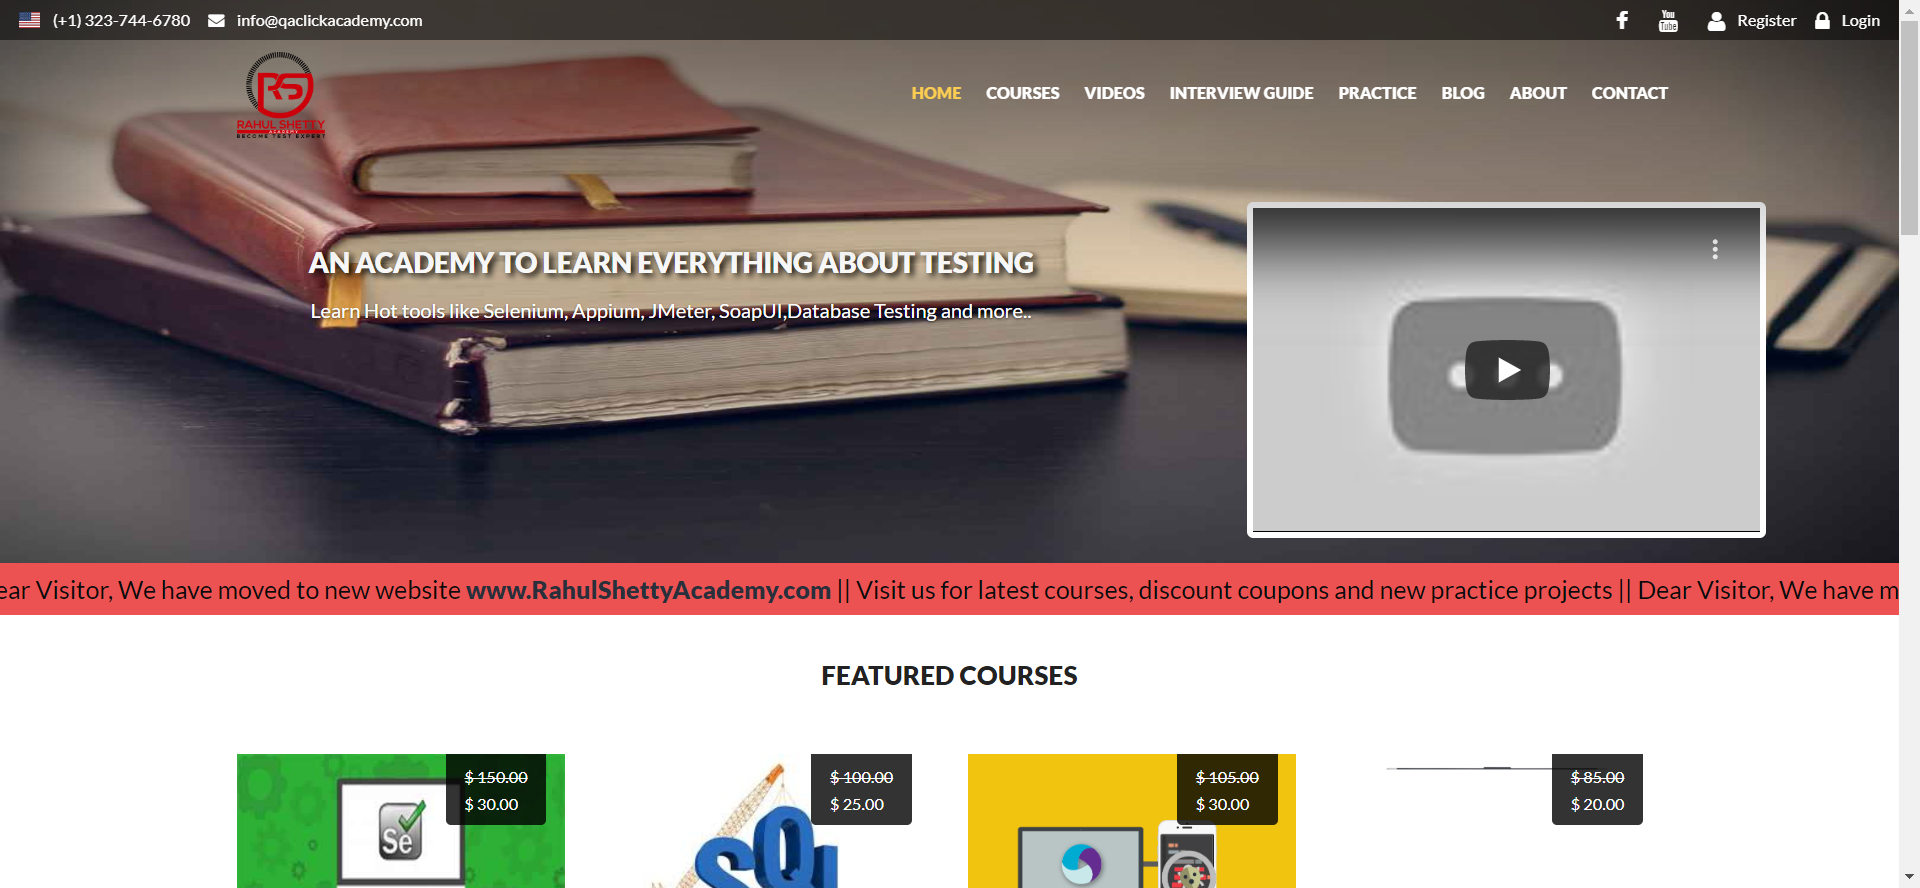 (+1) 323-744-6780 info@qaclickacademy.com You Tube Register Login
RS
RAHUL SHETTY
ACADEMY
BECOME TEST EXPERT
HOME COURSES VIDEOS INTERVIEW GUIDE PRACTICE BLOG ABOUT CONTACT
AN ACADEMY TO LEARN EVERYTHING ABOUT TESTING
Learn Hot tools like Selenium, Appium, JMeter, SoapUI,Database Testing and more..
ear Visitor, We have moved to new website www.RahulShettyAcademy.com || Visit us for latest courses, discount coupons and new practice projects || Dear Visitor, We have m
FEATURED COURSES
$ 150.00
$ 30.00
Se
$ 100.00
$ 25.00
SQL
$ 105.00
$ 30.00
$ 85.00
$ 20.00